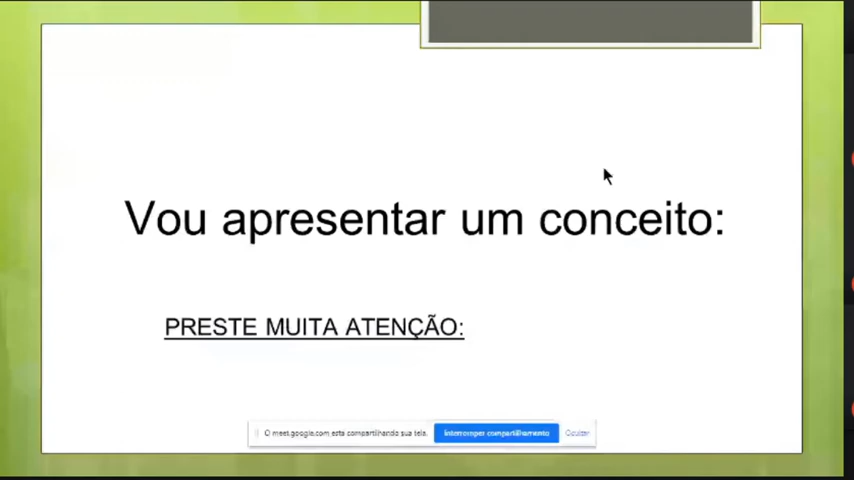 Vou apresentar um conceito:
PRESTE MUITA ATENÇÃO:
O meet.google.com está compartilhando sua tela. Interromper compartilhamento Ocultar